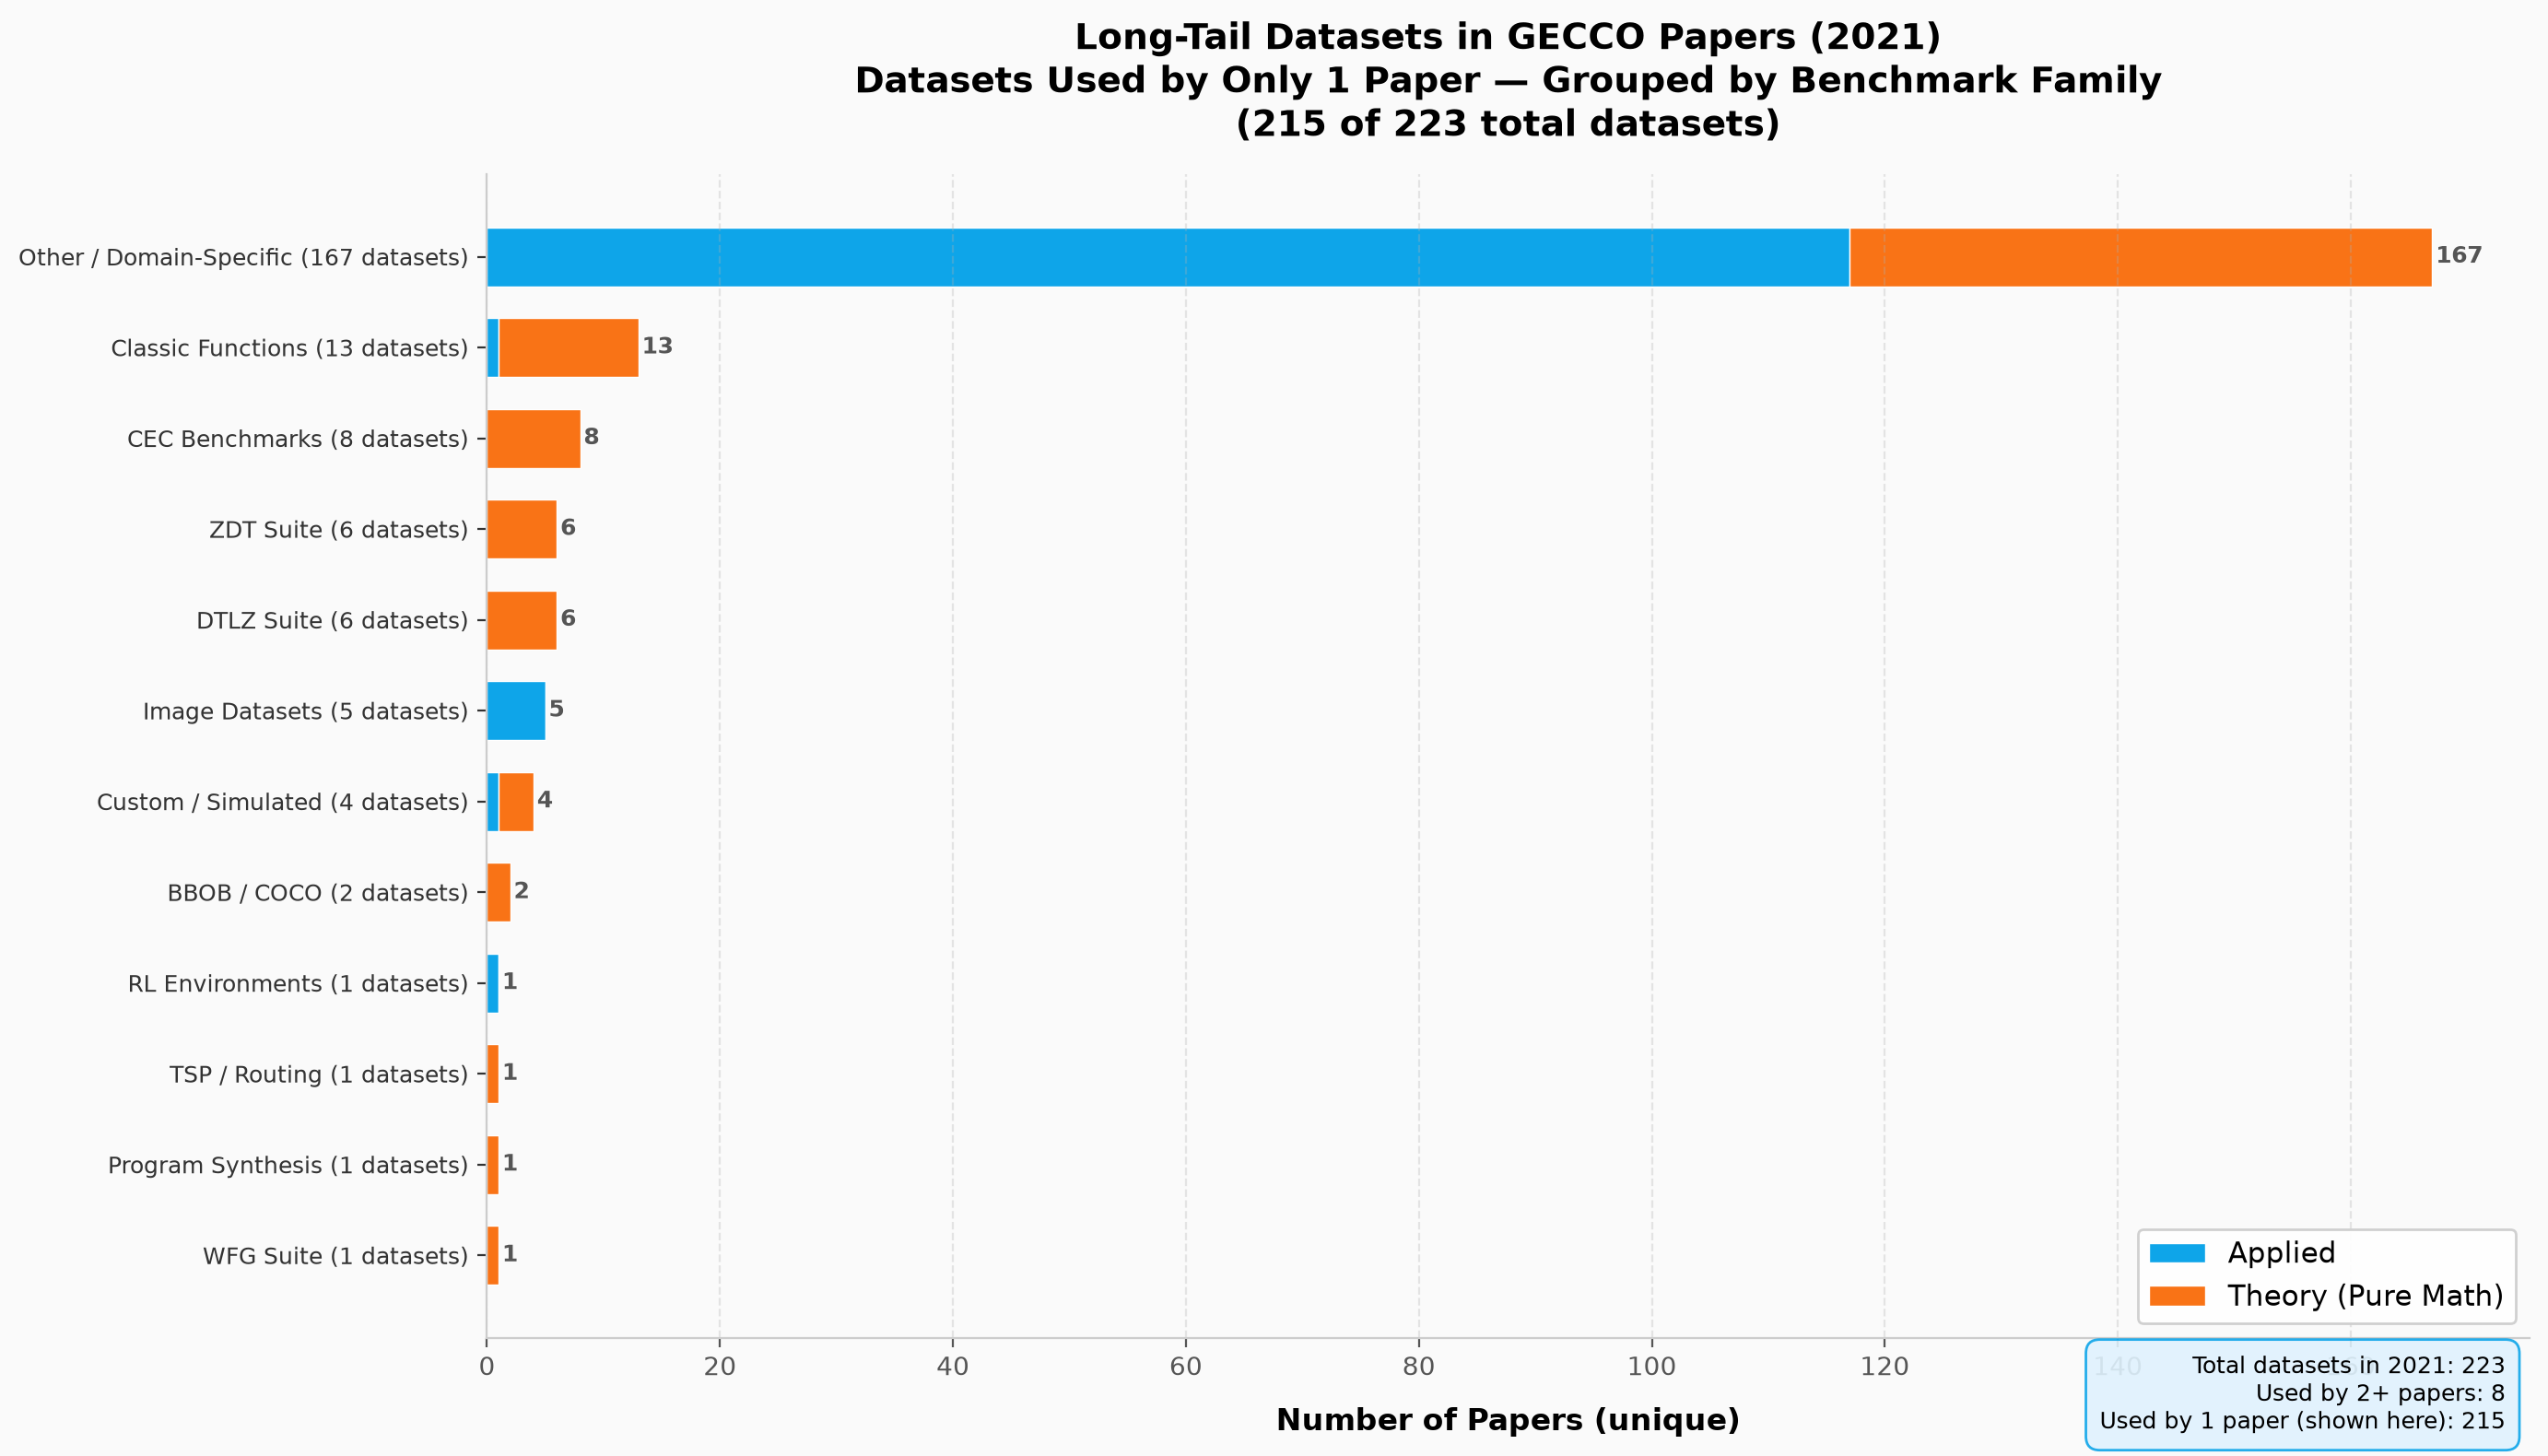 Long-Tail Datasets in GECCO Papers (2021)
Datasets Used by Only 1 Paper — Grouped by Benchmark Family
(215 of 223 total datasets)
Other / Domain-Specific (167 datasets)
167
Classic Functions (13 datasets)
13
CEC Benchmarks (8 datasets)
8
ZDT Suite (6 datasets)
6
DTLZ Suite (6 datasets)
6
Image Datasets (5 datasets)
5
Custom / Simulated (4 datasets)
4
BBOB / COCO (2 datasets)
2
RL Environments (1 datasets)
1
TSP / Routing (1 datasets)
1
Program Synthesis (1 datasets)
1
WFG Suite (1 datasets)
1
Applied
Theory (Pure Math)
0 20 40 60 80 100 120 140
Number of Papers (unique)
Total datasets in 2021: 223
Used by 2+ papers: 8
Used by 1 paper (shown here): 215